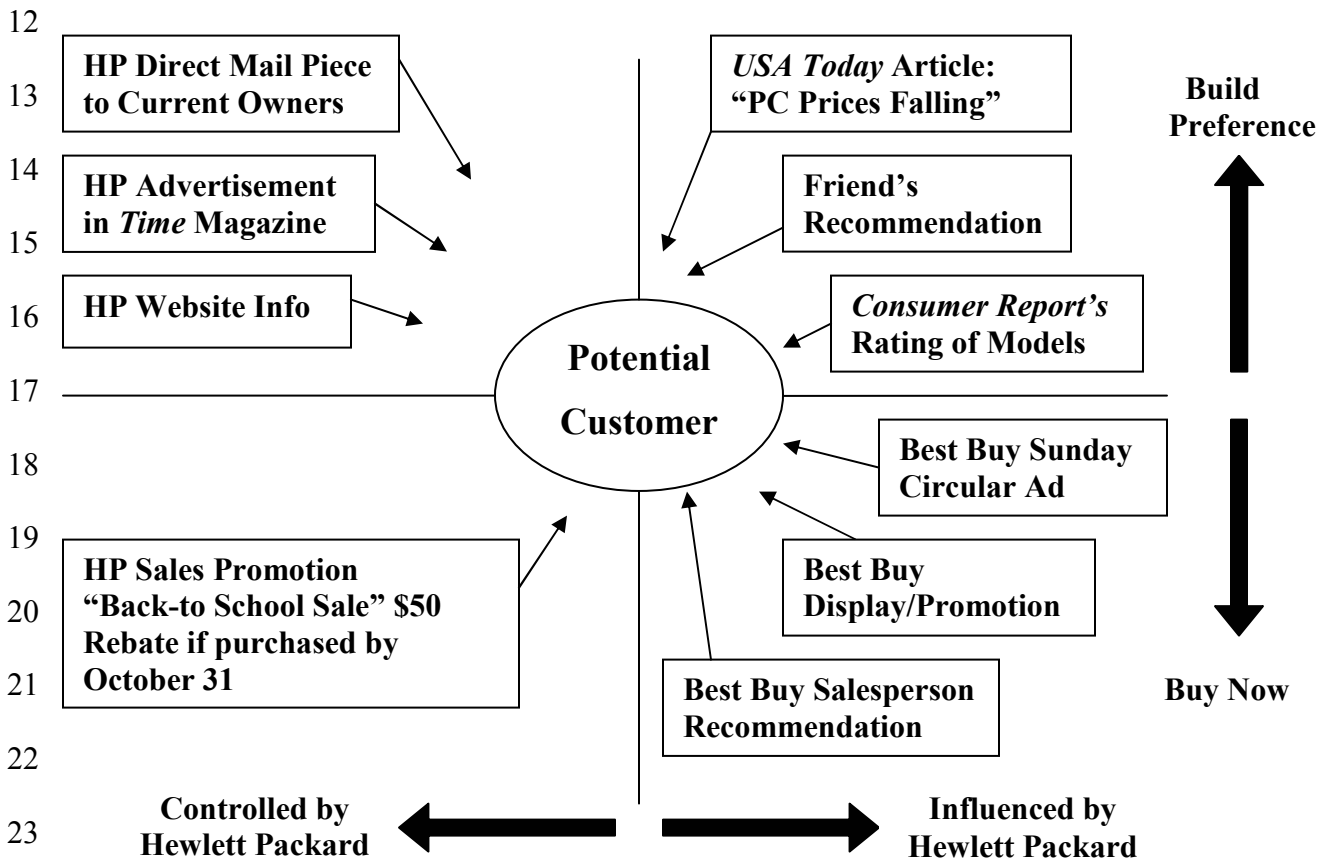 12
HP Direct Mail Piece
to Current Owners
USA Today Article:
“PC Prices Falling”
Build
Preference
13
14
HP Advertisement
in Time Magazine
Friend’s
Recommendation
15
HP Website Info
16
Consumer Report’s
Rating of Models
Potential
Customer
17
18
Best Buy Sunday
Circular Ad
19
HP Sales Promotion
“Back-to School Sale” $50
Rebate if purchased by
October 31
Best Buy
Display/Promotion
20
21
Best Buy Salesperson
Recommendation
Buy Now
22
Controlled by
Hewlett Packard
Influenced by
Hewlett Packard
23